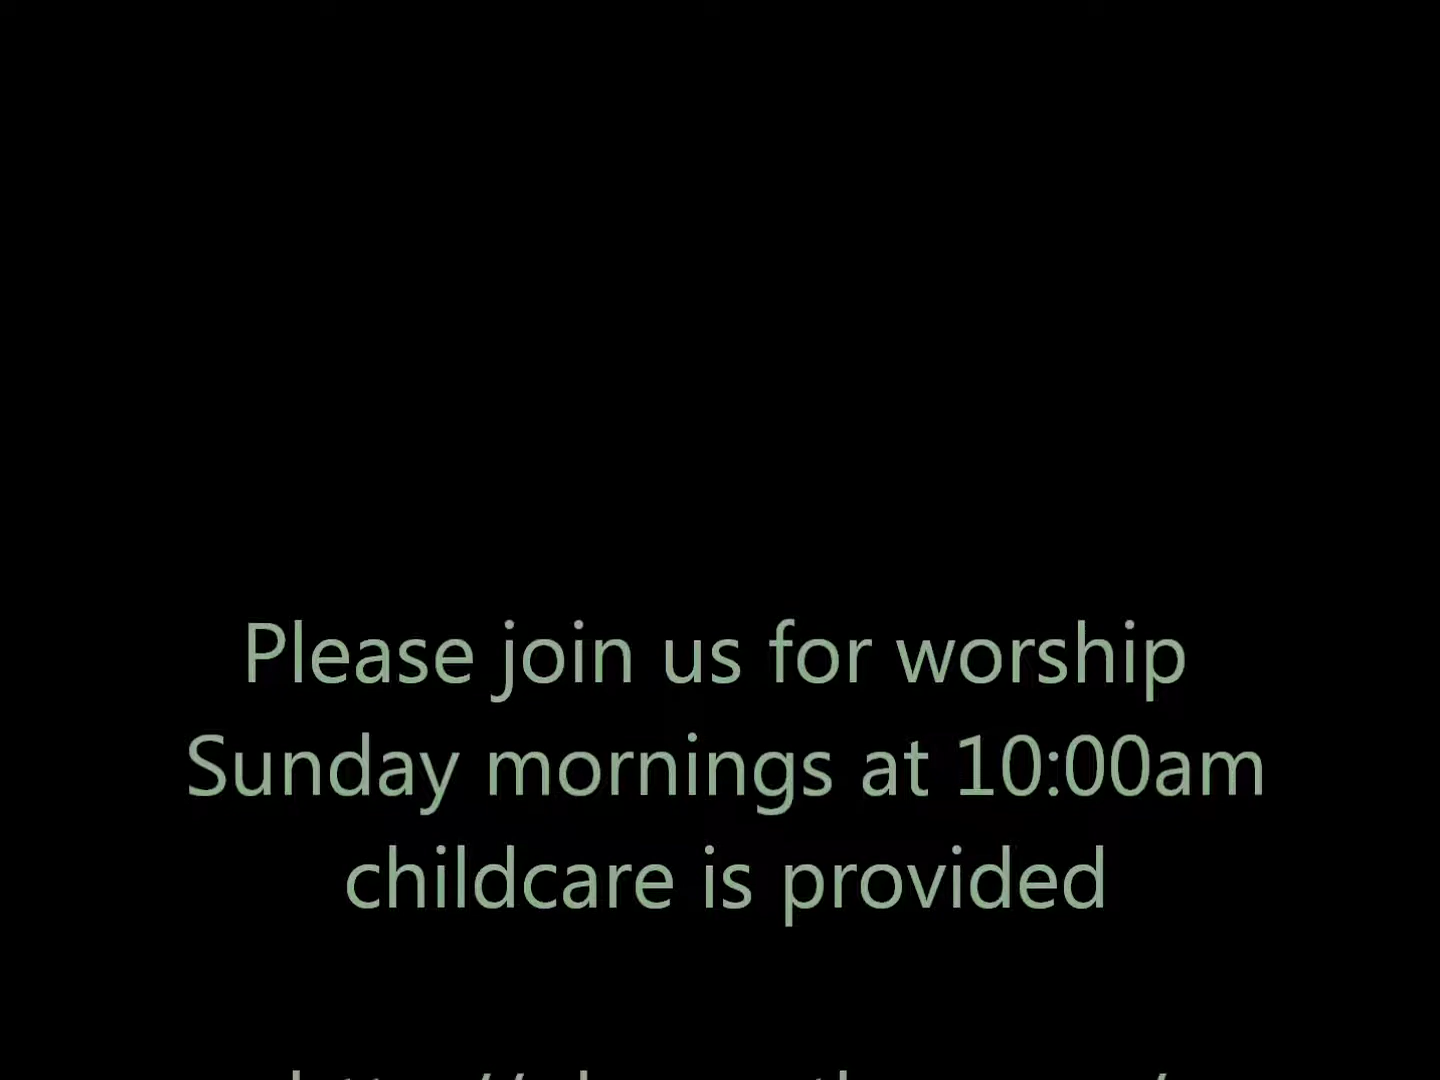 Please join us for worship
Sunday mornings at 10:00am
childcare is provided